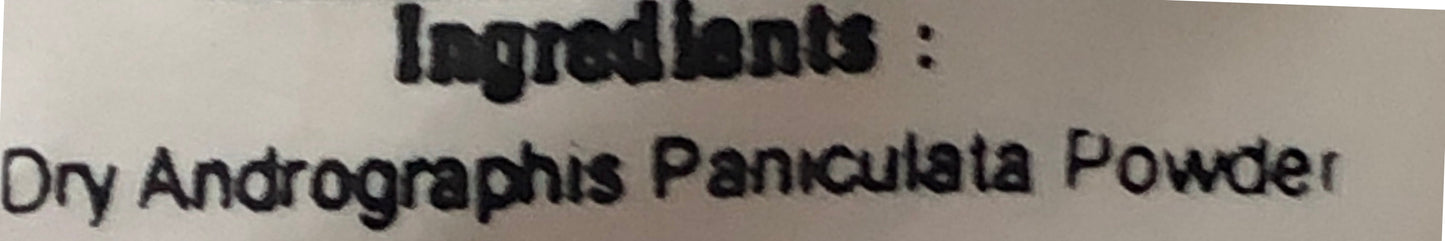 Ingredients :
Dry Andrographis Paniculata Powder